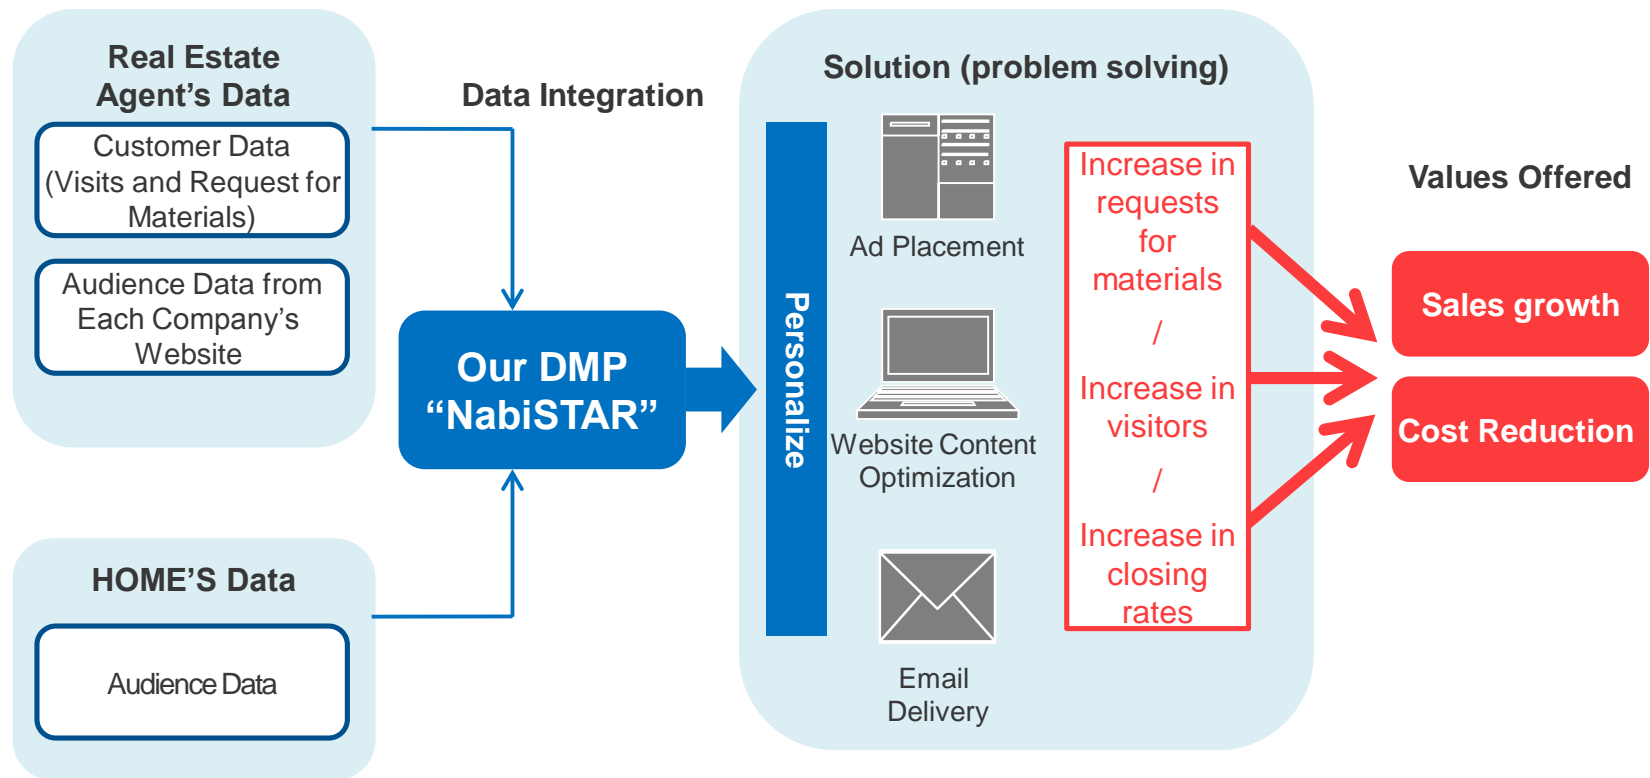 Real Estate
Agent’s Data
Customer Data
(Visits and Request for
Materials)
Audience Data from
Each Company’s
Website
HOME’S Data
Audience Data
Data Integration
Our DMP
“NabiSTAR”
Solution (problem solving)
Personalize
Ad Placement
Website Content
Optimization
Email
Delivery
Increase in
requests
for
materials
/
Increase in
visitors
/
Increase in
closing
rates
Values Offered
Sales growth
Cost Reduction